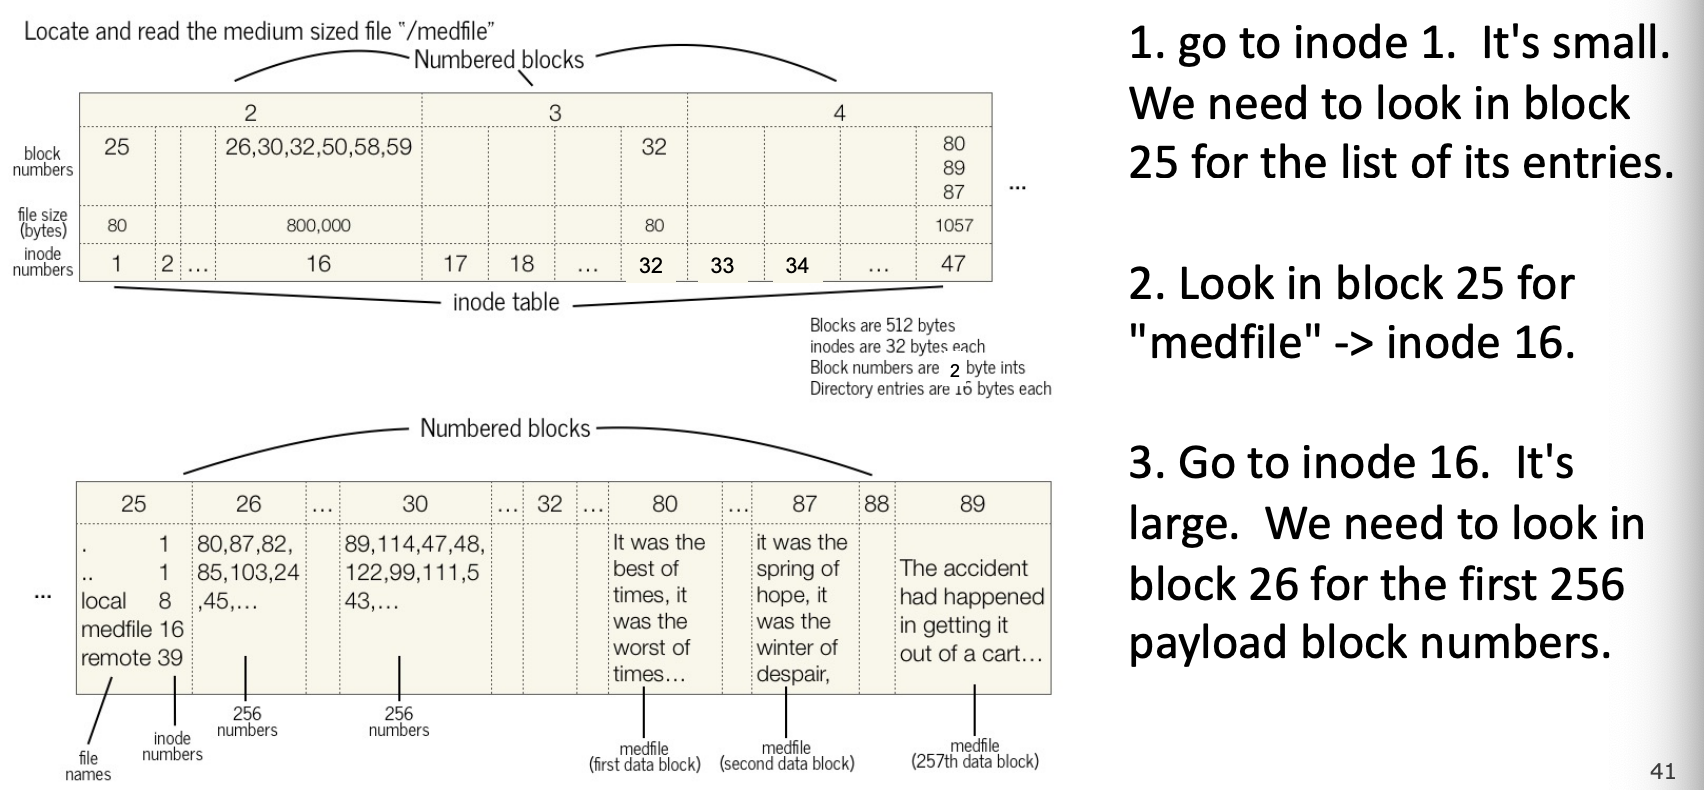 Locate and read the medium sized file "/medfile"
Numbered blocks
2 3 4
block numbers
25 26,30,32,50,58,59 32 80
89
87
...
file size (bytes)
80 800,000 80 1057
inode numbers
1 2 ... 16 17 18 ... 32 33 34 ... 47
inode table
Blocks are 512 bytes
inodes are 32 bytes each
Block numbers are 2 byte ints
Directory entries are 16 bytes each
Numbered blocks
25 26 ... 30 ... 32 ... 80 ... 87 88 89
...
. 1
.. 1
local 8
medfile 16
remote 39
80,87,82,
85,103,24
,45,...
89,114,47,48,
122,99,111,5
43,...
It was the
best of
times, it
was the
worst of
times...
it was the
spring of
hope, it
was the
winter of
despair,
The accident
had happened
in getting it
out of a cart...
file
names
inode
numbers
256
numbers
256
numbers
medfile
(first data block)
medfile
(second data block)
medfile
(257th data block)
1. go to inode 1. It's small.
We need to look in block
25 for the list of its entries.
2. Look in block 25 for
"medfile" -> inode 16.
3. Go to inode 16. It's
large. We need to look in
block 26 for the first 256
payload block numbers.
41